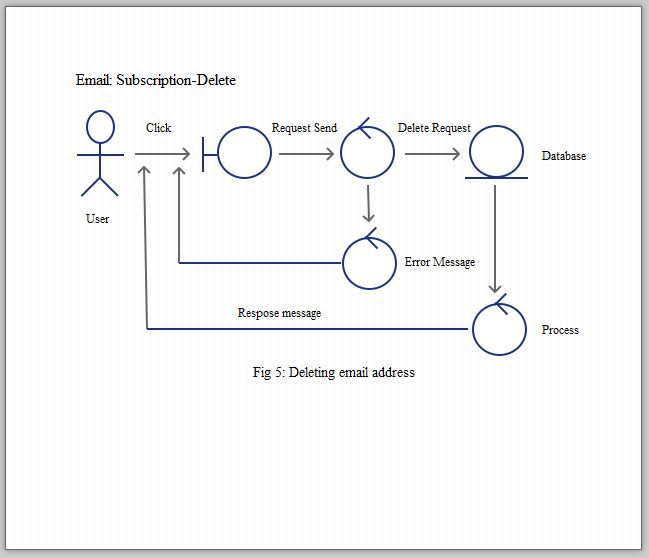 Email: Subscription-Delete
Click
Request Send
Delete Request
Database
User
Error Message
Respose message
Process
Fig 5: Deleting email address